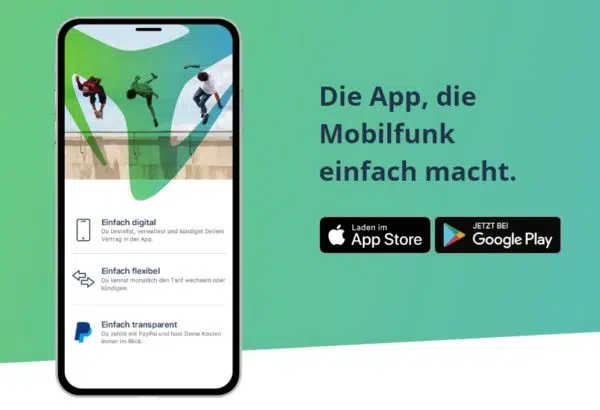 Einfach digital
Du bestellst, verwaltest und kündigst Deinen
Vertrag in der App.
Einfach flexibel
Du kannst monatlich den Tarif wechseln oder
kündigen.
Einfach transparent
Du zahlst mit PayPal und hast Deine Kosten
immer im Blick.
Die App, die
Mobilfunk
einfach macht.
Laden im
App Store
JETZT BEI
Google Play